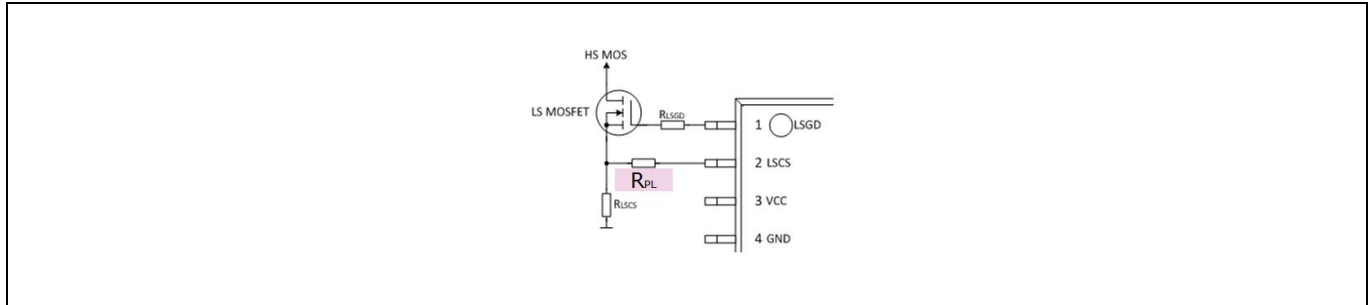 HS MOS
LS MOSFET
RLSGD
1 LSGD
2 LSCS
RPL
RLSCS
3 VCC
4 GND